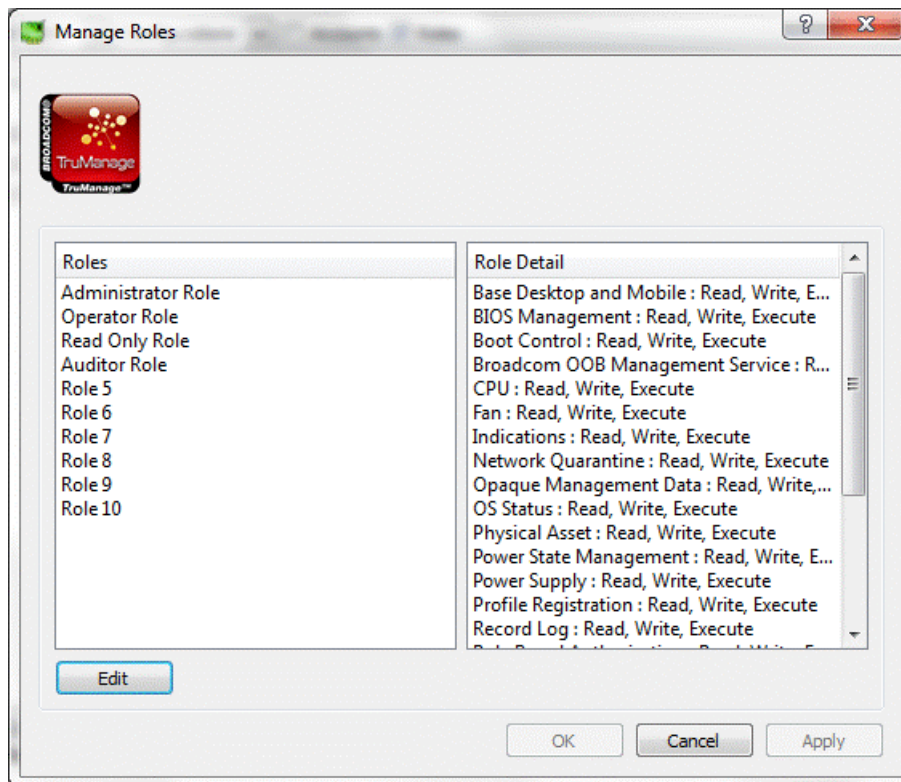 Manage Roles
BROADCOM®
TruManage
TruManage™
Roles
Administrator Role
Operator Role
Read Only Role
Auditor Role
Role 5
Role 6
Role 7
Role 8
Role 9
Role 10
Role Detail
Base Desktop and Mobile : Read, Write, E...
BIOS Management : Read, Write, Execute
Boot Control : Read, Write, Execute
Broadcom OOB Management Service : R...
CPU : Read, Write, Execute
Fan : Read, Write, Execute
Indications : Read, Write, Execute
Network Quarantine : Read, Write, Execute
Opaque Management Data : Read, Write,...
OS Status : Read, Write, Execute
Physical Asset : Read, Write, Execute
Power State Management : Read, Write, E...
Power Supply : Read, Write, Execute
Profile Registration : Read, Write, Execute
Record Log : Read, Write, Execute
Edit
OK
Cancel
Apply